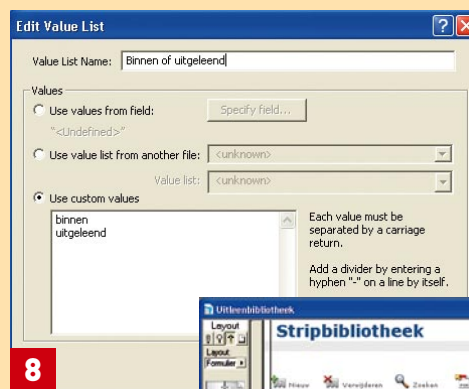 Edit Value List
Value List Name: Binnen of uitgeleend
Values
Use values from field:
Specify field...
"<Undefined>"
Use value list from another file: <unknown>
Value list: <unknown>
Use custom values
binnen
uitgeleend
Each value must be
separated by a carriage
return.
Add a divider by entering a
hyphen "-" on a line by itself.
Uitleenbibliotheek
Layout
Stripbibliotheek
Layout:
Formulier
Nieuw
Verwijderen
Zoeken
8